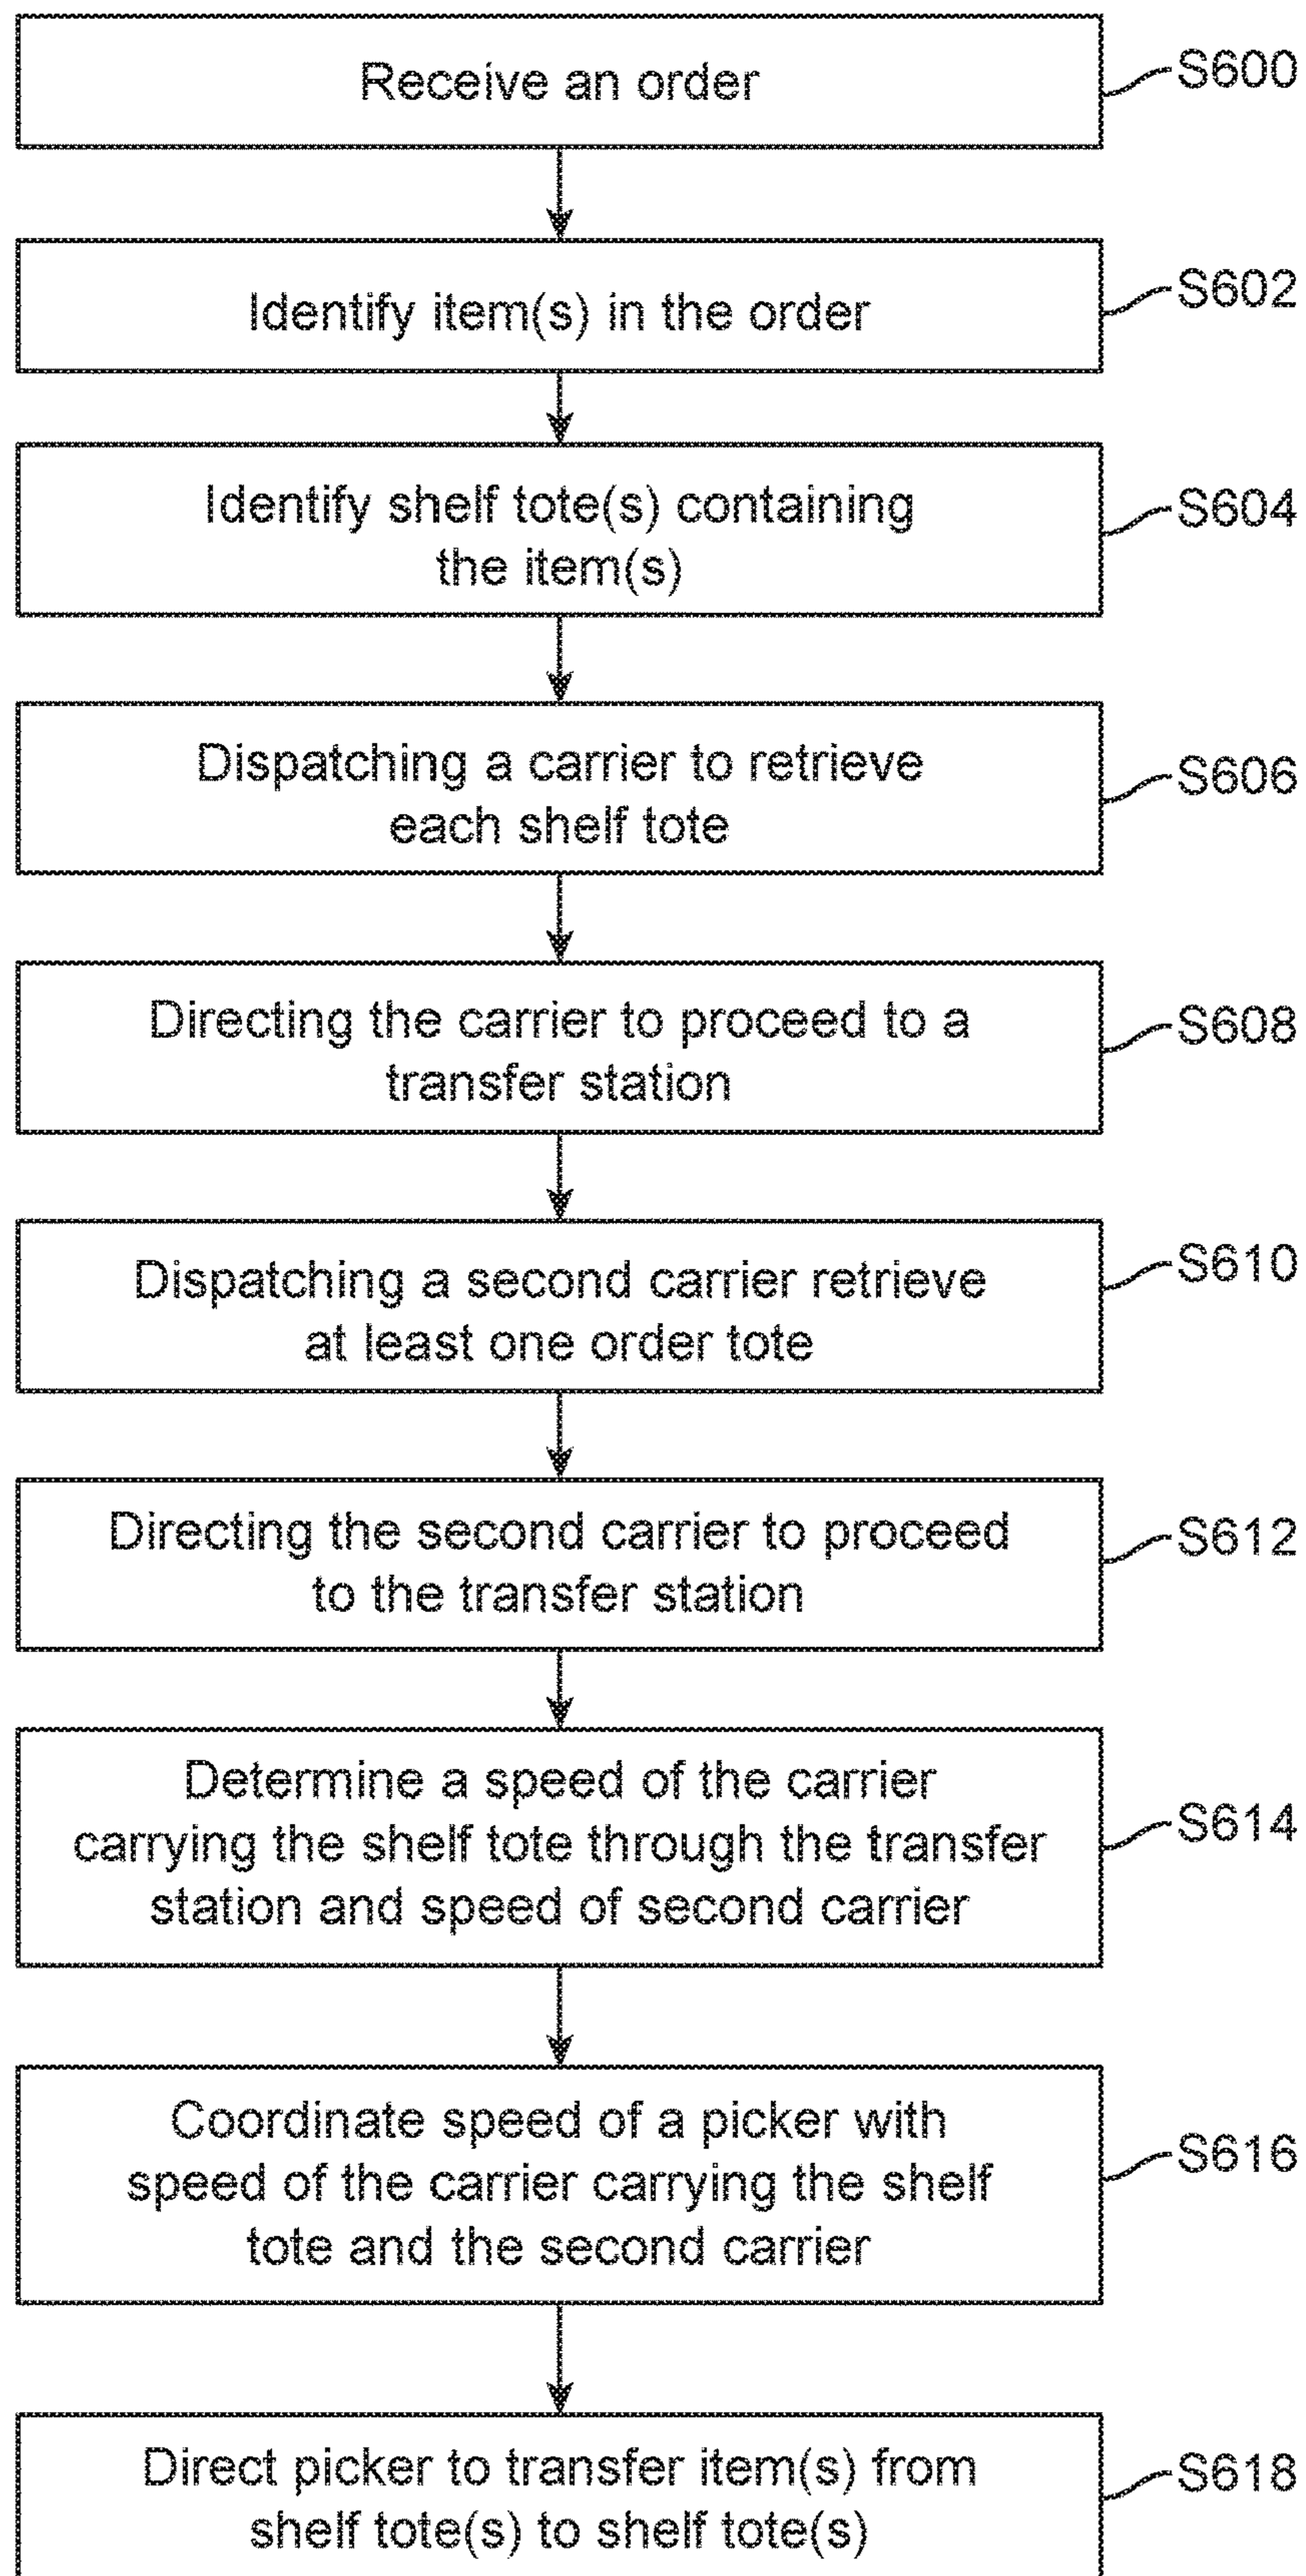 Receive an order
S600
Identify item(s) in the order
S602
Identify shelf tote(s) containing
the item(s)
S604
Dispatching a carrier to retrieve
each shelf tote
S606
Directing the carrier to proceed to a
transfer station
S608
Dispatching a second carrier retrieve
at least one order tote
S610
Directing the second carrier to proceed
to the transfer station
S612
Determine a speed of the carrier
carrying the shelf tote through the transfer
station and speed of second carrier
S614
Coordinate speed of a picker with
speed of the carrier carrying the shelf
tote and the second carrier
S616
Direct picker to transfer item(s) from
shelf tote(s) to shelf tote(s)
S618